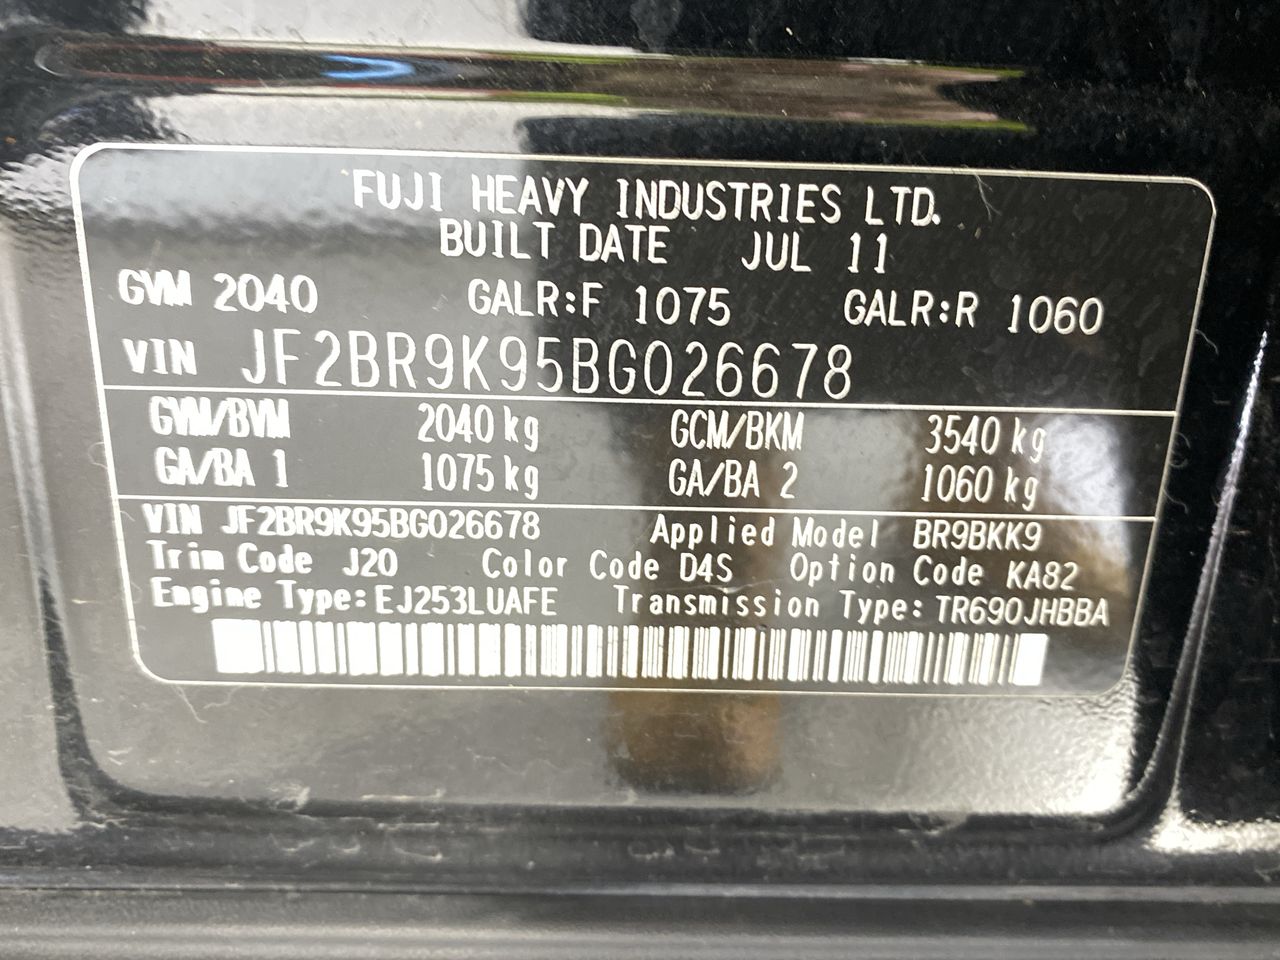 FUJI HEAVY INDUSTRIES LTD.
BUILT DATE JUL 11
GVM 2040 GALR:F 1075 GALR:R 1060
VIN JF2BR9K95BG026678
GVM/BVM 2040 kg GCM/BKM 3540 kg
GA/BA 1 1075 kg GA/BA 2 1060 kg
VIN JF2BR9K95BG026678 Applied Model BR9BKK9
Trim Code J20 Color Code D4S Option Code KA82
Engine Type: EJ253LUAFE Transmission Type: TR690JHBBA